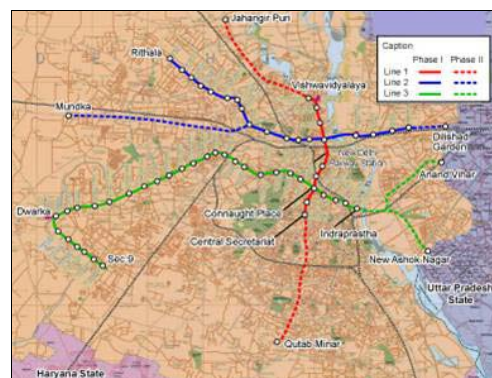 Jahangir Puri
Rithala
Caption
Phase I Phase II
Line 1
Line 2
Line 3
Vishwavidyalaya
Mundka
Dilshad
Garden
New Delhi
Railway Station
Anand Vihar
Dwarka
Connaught Place
Indraprastha
Central Secretariat
Sec 9
New Ashok Nagar
Uttar Pradesh
State
Qutab Minar
Haryana State